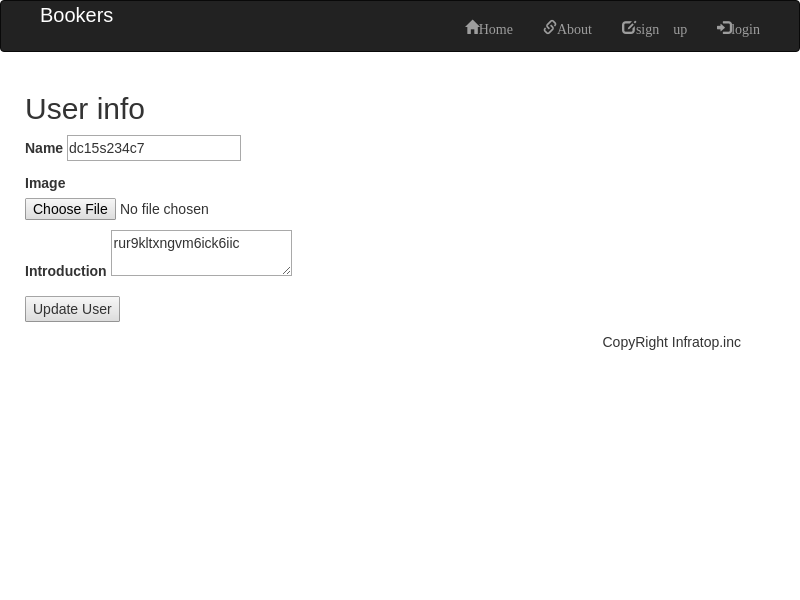 Bookers
Home About sign up login
User info
Name dc15s234c7
Image
Choose File No file chosen
rur9kltxngvm6ick6iic
Introduction
Update User
CopyRight Infratop.inc